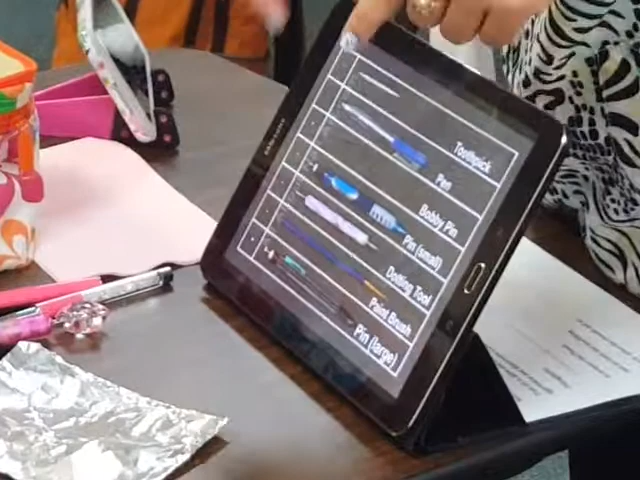 Toothpick
Pen
Bobby Pin
Pin (small)
Dotting Tool
Paint Brush
Pin (large)
SAMSUNG